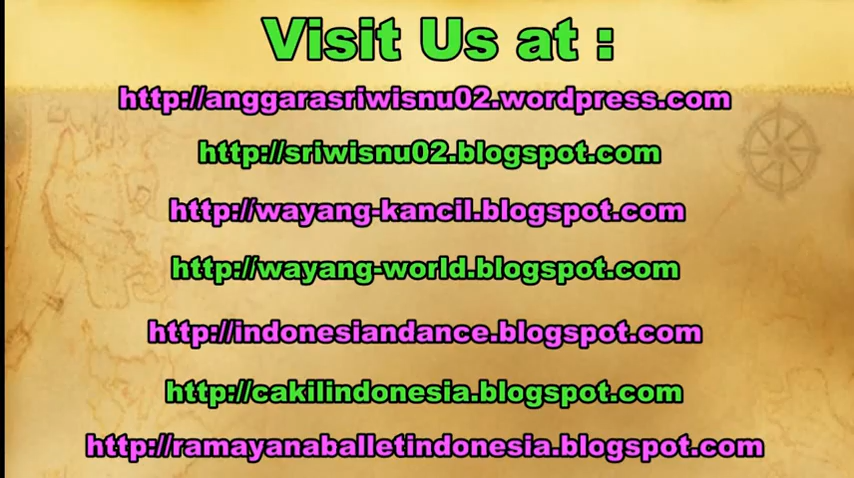 Visit Us at :
http://anggarasriwisnu02.wordpress.com
http://sriwisnu02.blogspot.com
http://wayang-kancil.blogspot.com
http://wayang-world.blogspot.com
http://indonesiandance.blogspot.com
http://cakilindonesia.blogspot.com
http://ramayanaballetindonesia.blogspot.com